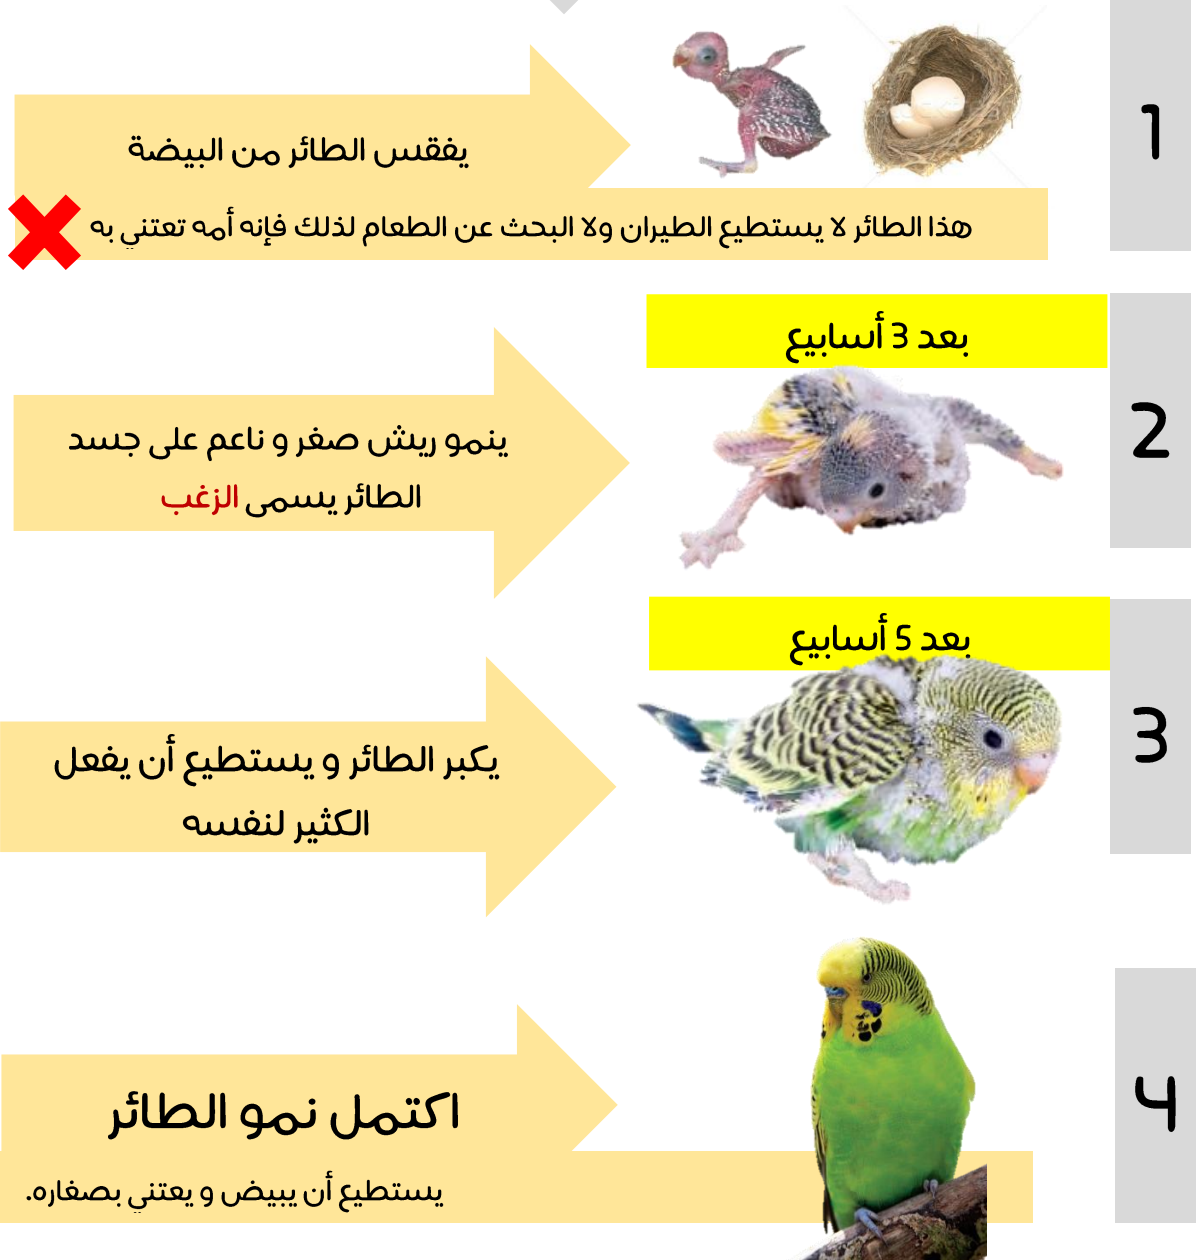 1
يفقس الطائر من البيضة
هذا الطائر لا يستطيع الطيران ولا البحث عن الطعام لذلك فإنه أمه تعتني به
2
بعد 3 أسابيع
ينمو ريش صغر و ناعم على جسد
الطائر يسمى الزغب
3
بعد 5 أسابيع
يكبر الطائر و يستطيع أن يفعل
الكثير لنفسه
4
اكتمل نمو الطائر
يستطيع أن يبيض و يعتني بصغاره.